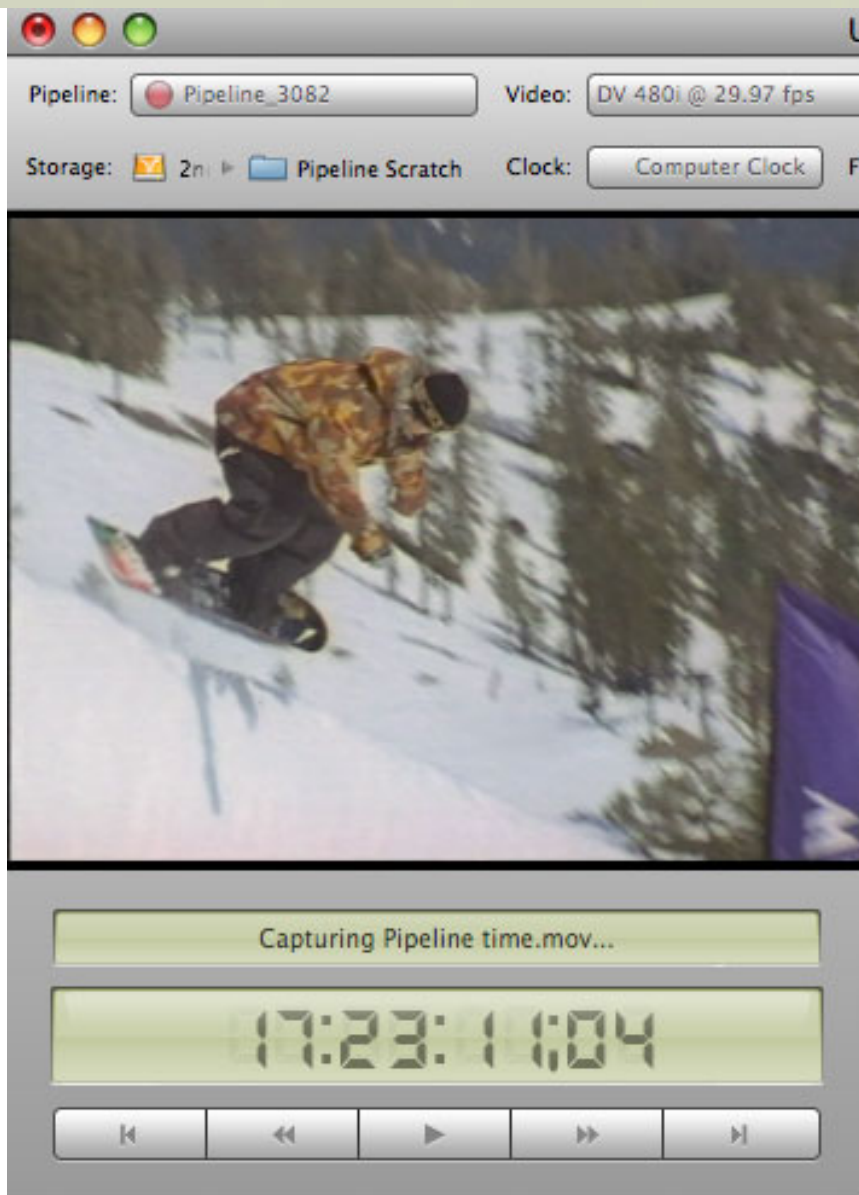 Pipeline: Pipeline_3082 Video: DV 480i @ 29.97 fps
Storage: Pipeline Scratch Clock: Computer Clock
Capturing Pipeline time.mov...
17:23:11;04